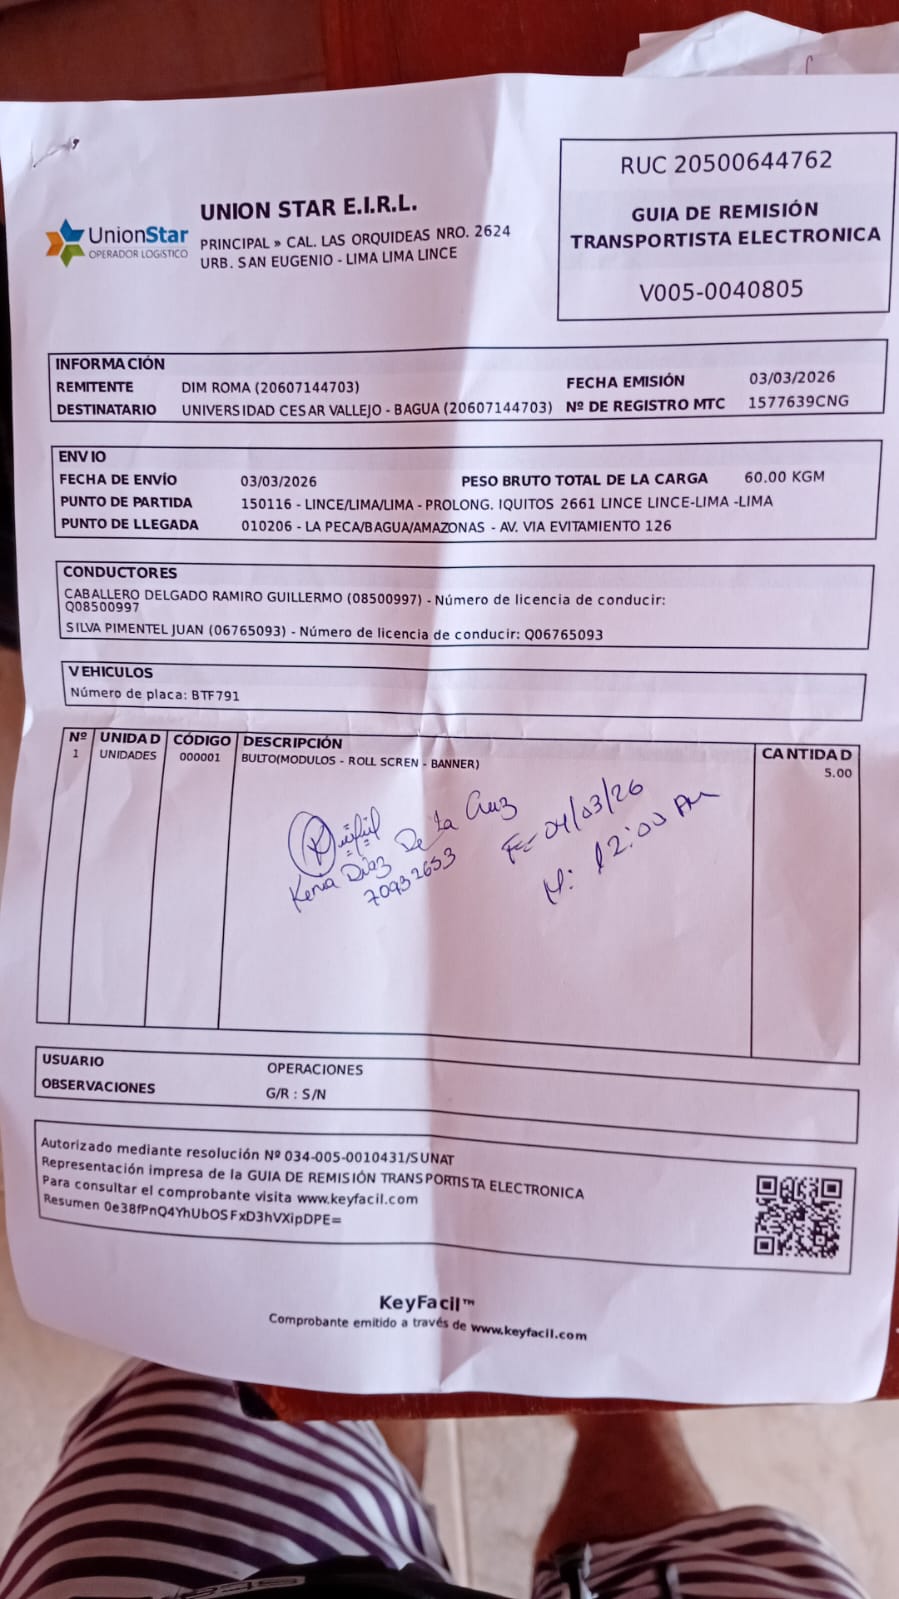 UnionStar
OPERADOR LOGÍSTICO
UNION STAR E.I.R.L.
PRINCIPAL » CAL. LAS ORQUIDEAS NRO. 2624
URB. SAN EUGENIO - LIMA LIMA LINCE
RUC 20500644762
GUIA DE REMISIÓN
TRANSPORTISTA ELECTRONICA
V005-0040805
INFORMACIÓN
REMITENTE DIM ROMA (20607144703) FECHA EMISIÓN 03/03/2026
DESTINATARIO UNIVERSIDAD CESAR VALLEJO - BAGUA (20607144703) Nº DE REGISTRO MTC 1577639CNG
ENVIO
FECHA DE ENVÍO 03/03/2026 PESO BRUTO TOTAL DE LA CARGA 60.00 KGM
PUNTO DE PARTIDA 150116 - LINCE/LIMA/LIMA - PROLONG. IQUITOS 2661 LINCE LINCE-LIMA -LIMA
PUNTO DE LLEGADA 010206 - LA PECA/BAGUA/AMAZONAS - AV. VIA EVITAMIENTO 126
CONDUCTORES
CABALLERO DELGADO RAMIRO GUILLERMO (08500997) - Número de licencia de conducir:
Q08500997
SILVA PIMENTEL JUAN (06765093) - Número de licencia de conducir: Q06765093
VEHICULOS
Número de placa: BTF791
Nº UNIDAD CÓDIGO DESCRIPCIÓN CANTIDAD
1 UNIDADES 000001 BULTO(MODULOS - ROLL SCREN - BANNER) 5.00
Kena Díaz De La Cruz
70932653
F= 04/03/26
H: 12:00 PM
USUARIO OPERACIONES
OBSERVACIONES G/R : S/N
Autorizado mediante resolución Nº 034-005-0010431/SUNAT
Representación impresa de la GUIA DE REMISIÓN TRANSPORTISTA ELECTRONICA
Para consultar el comprobante visita www.keyfacil.com
Resumen 0e38fPnQ4YhUbOSFxD3hVXipDPE=
KeyFacil™
Comprobante emitido a través de www.keyfacil.com